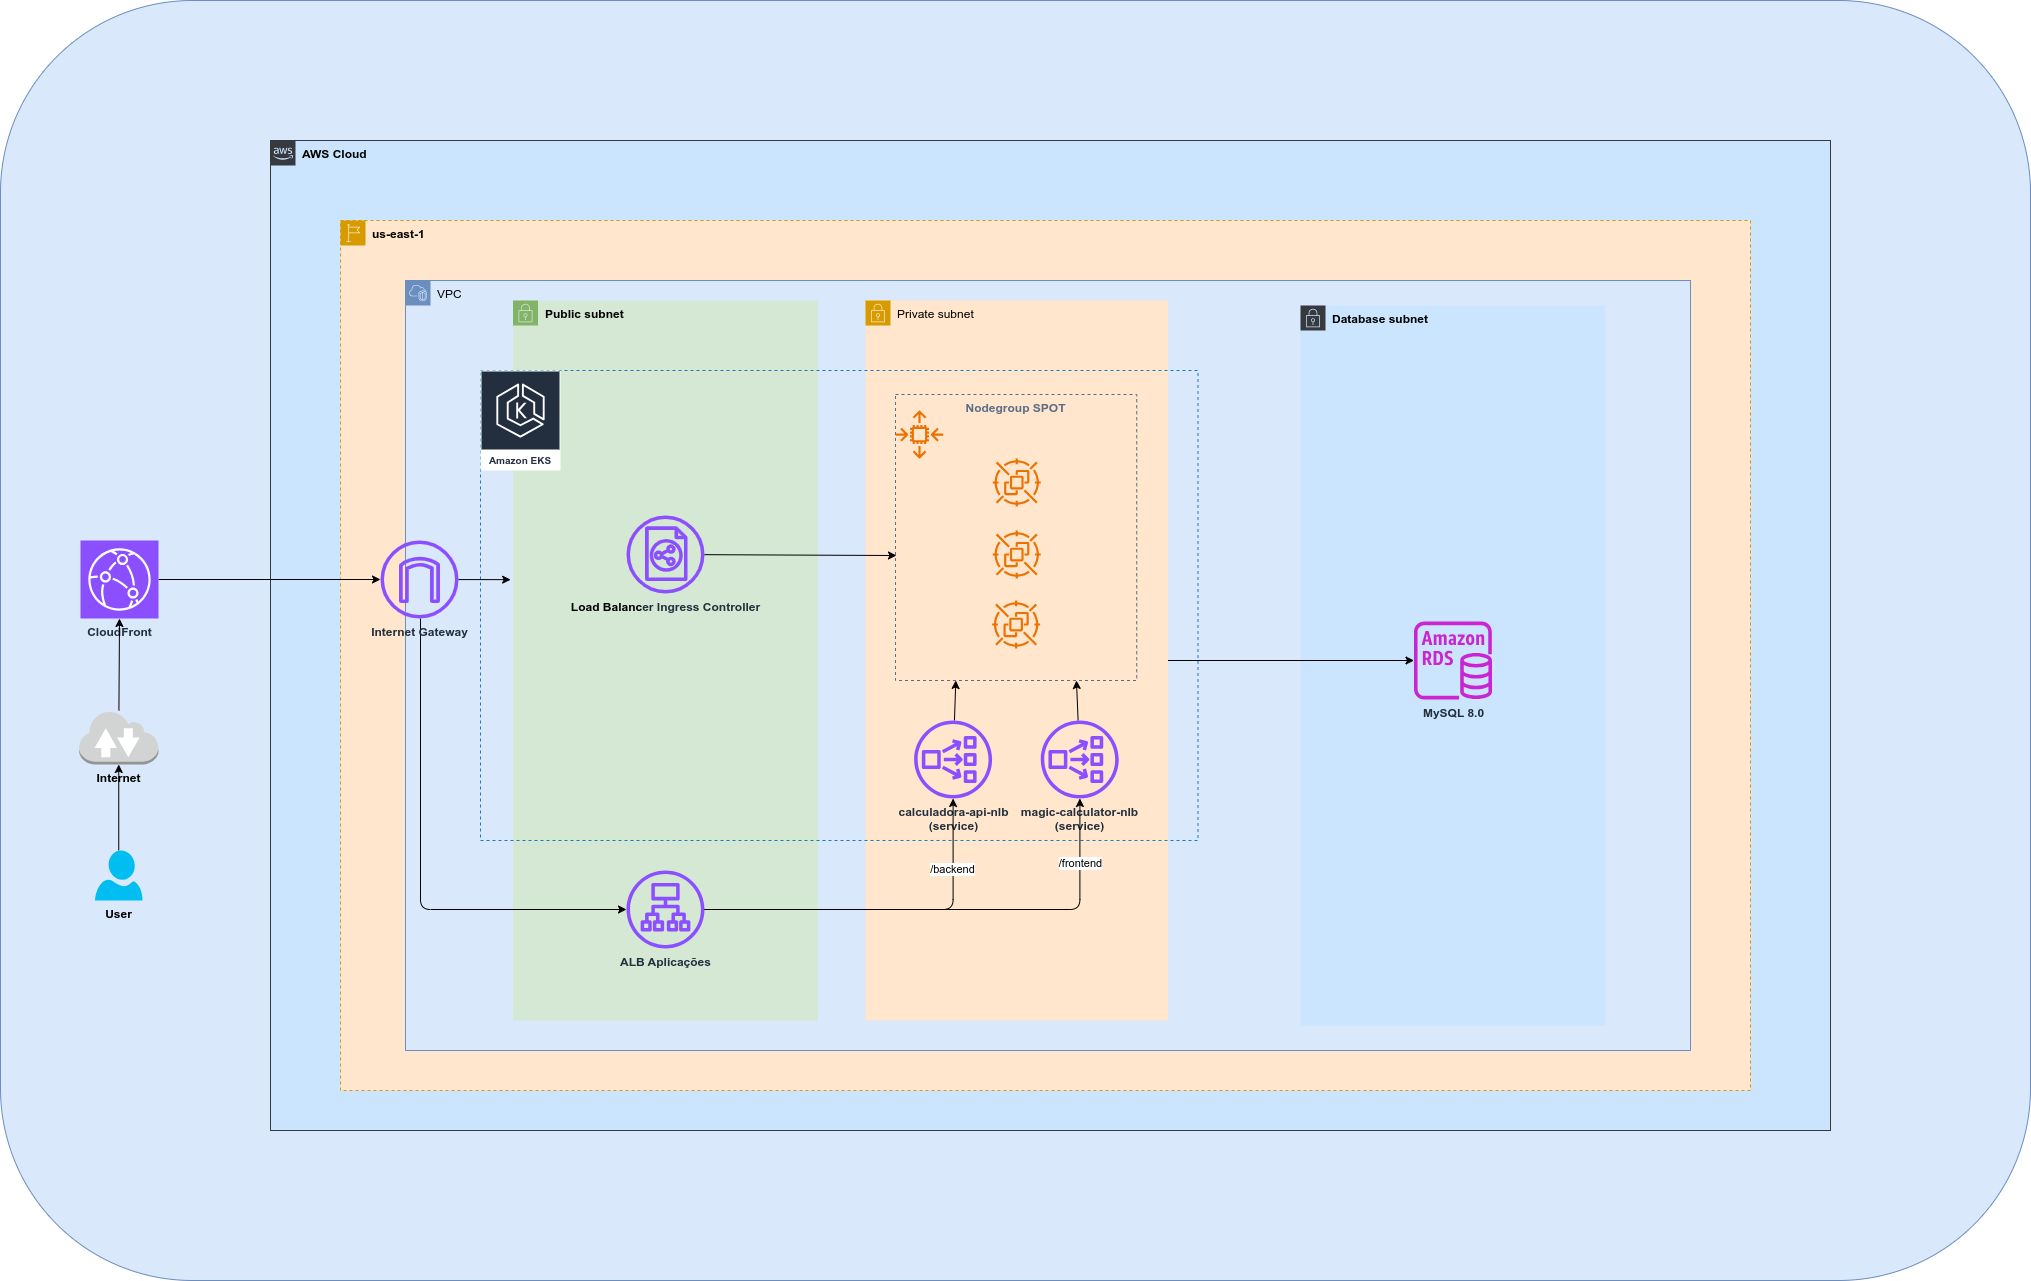 aws
AWS Cloud
us-east-1
VPC
Public subnet
Private subnet
Database subnet
Nodegroup SPOT
K
Amazon EKS
Load Balancer Ingress Controller
CloudFront
Internet Gateway
Amazon
RDS
MySQL 8.0
Internet
calculadora-api-nlb
(service)
magic-calculator-nlb
(service)
/backend
/frontend
User
ALB Aplicações